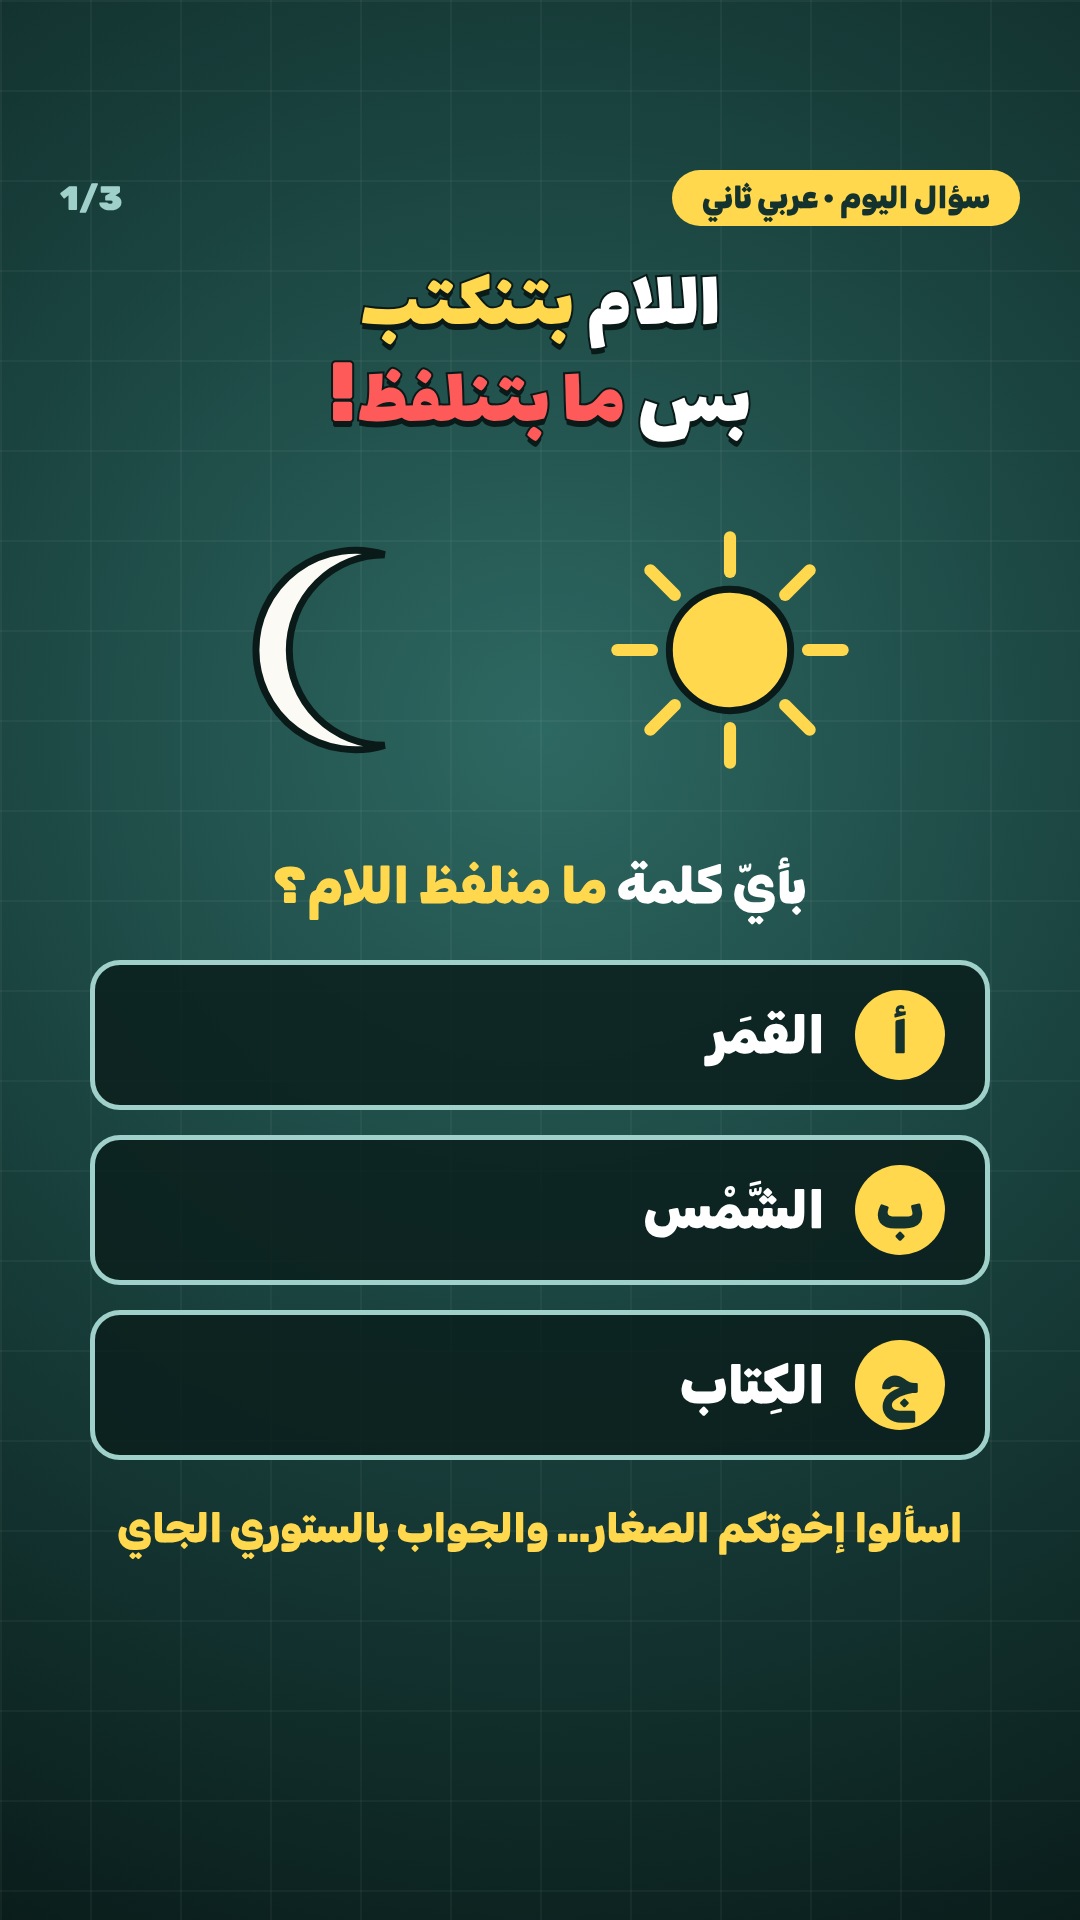 سؤال اليوم • عربي ثاني
1/3
اللام بتنكتب
بس ما بتنلفظ!
بأيّ كلمة ما منلفظ اللام؟
أ القمَر
ب الشَّمْس
ج الكِتاب
اسألوا إخوتكم الصغار... والجواب بالستوري الجاي